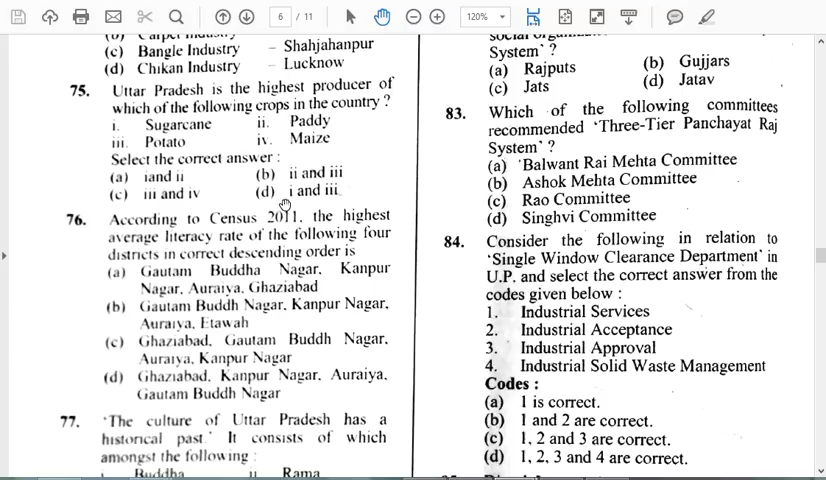 6 / 11
120%
(b) Carpet Industry
(c) Bangle Industry – Shahjahanpur
(d) Chikan Industry – Lucknow
75. Uttar Pradesh is the highest producer of
which of the following crops in the country ?
i. Sugarcane ii. Paddy
iii. Potato iv. Maize
Select the correct answer :
(a) i and ii (b) ii and iii
(c) iii and iv (d) i and iii
76. According to Census 2011, the highest
average literacy rate of the following four
districts in correct descending order is
(a) Gautam Buddha Nagar, Kanpur
Nagar, Auraiya, Ghaziabad
(b) Gautam Buddh Nagar, Kanpur Nagar,
Auraiya, Etawah
(c) Ghaziabad, Gautam Buddh Nagar,
Auraiya, Kanpur Nagar
(d) Ghaziabad, Kanpur Nagar, Auraiya,
Gautam Buddh Nagar
77. 'The culture of Uttar Pradesh has a
historical past.' It consists of which
amongst the following :
i. Buddha ii. Rama
social
System' ?
(a) Rajputs (b) Gujjars
(c) Jats (d) Jatav
83. Which of the following committees
recommended 'Three-Tier Panchayat Raj
System' ?
(a) Balwant Rai Mehta Committee
(b) Ashok Mehta Committee
(c) Rao Committee
(d) Singhvi Committee
84. Consider the following in relation to
'Single Window Clearance Department' in
U.P. and select the correct answer from the
codes given below :
1. Industrial Services
2. Industrial Acceptance
3. Industrial Approval
4. Industrial Solid Waste Management
Codes :
(a) 1 is correct.
(b) 1 and 2 are correct.
(c) 1, 2 and 3 are correct.
(d) 1, 2, 3 and 4 are correct.